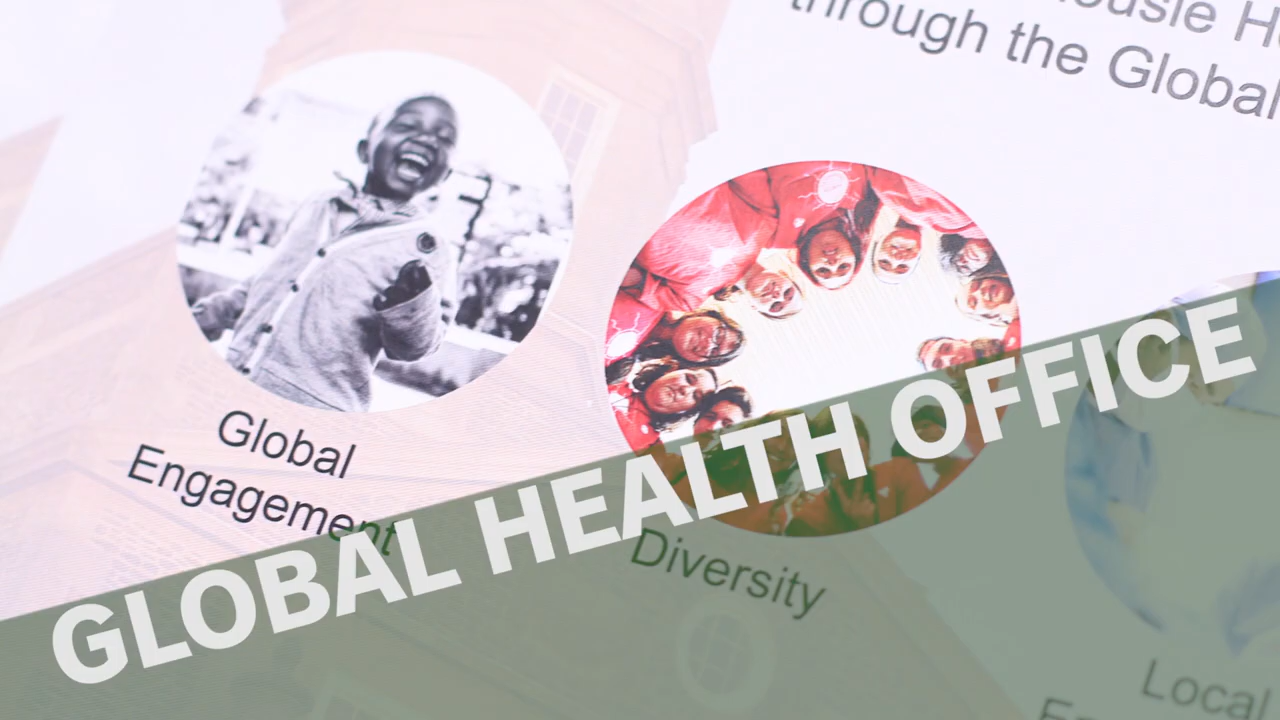 through the Global
Global
Engagement
Diversity
GLOBAL HEALTH OFFICE
Local